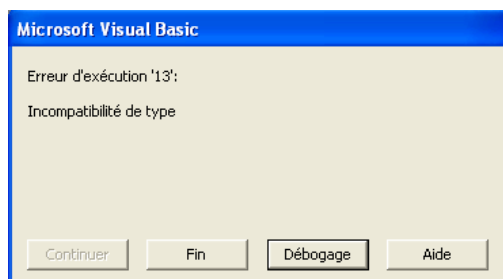 Microsoft Visual Basic
Erreur d'exécution '13':
Incompatibilité de type
Continuer
Fin
Débogage
Aide